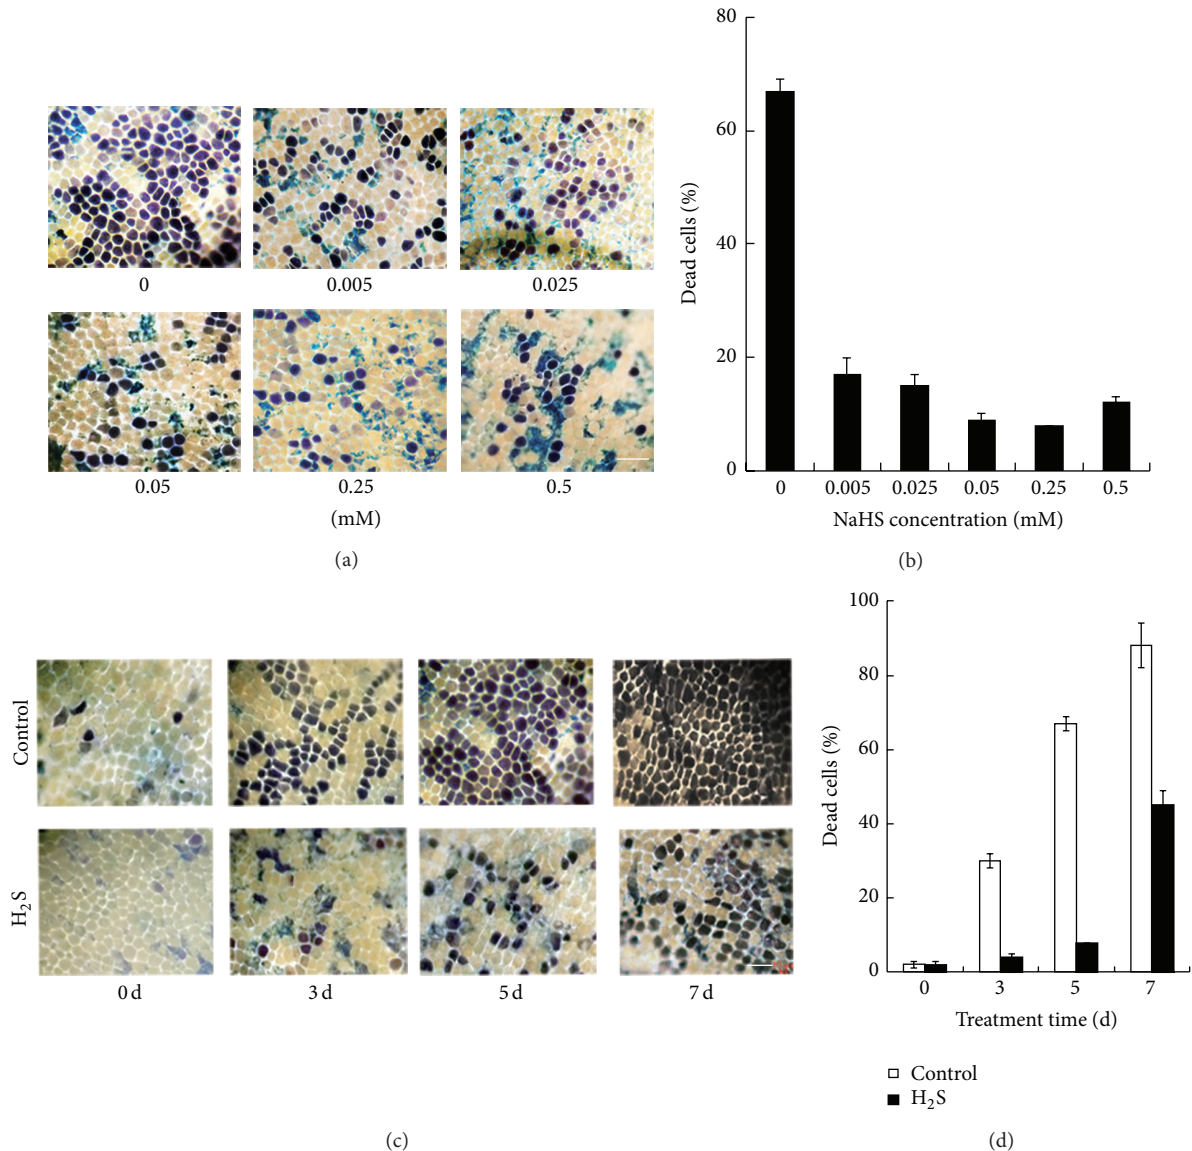 0
0.005
0.025
0.05
0.25
0.5
(mM)
(a)
80
60
40
20
0
Dead cells (%)
0
0.005
0.025
0.05
0.25
0.5
NaHS concentration (mM)
(b)
Control
H₂S
0 d
3 d
5 d
7 d
(c)
100
80
60
40
20
0
Dead cells (%)
0
3
5
7
Treatment time (d)
Control
H₂S
(d)